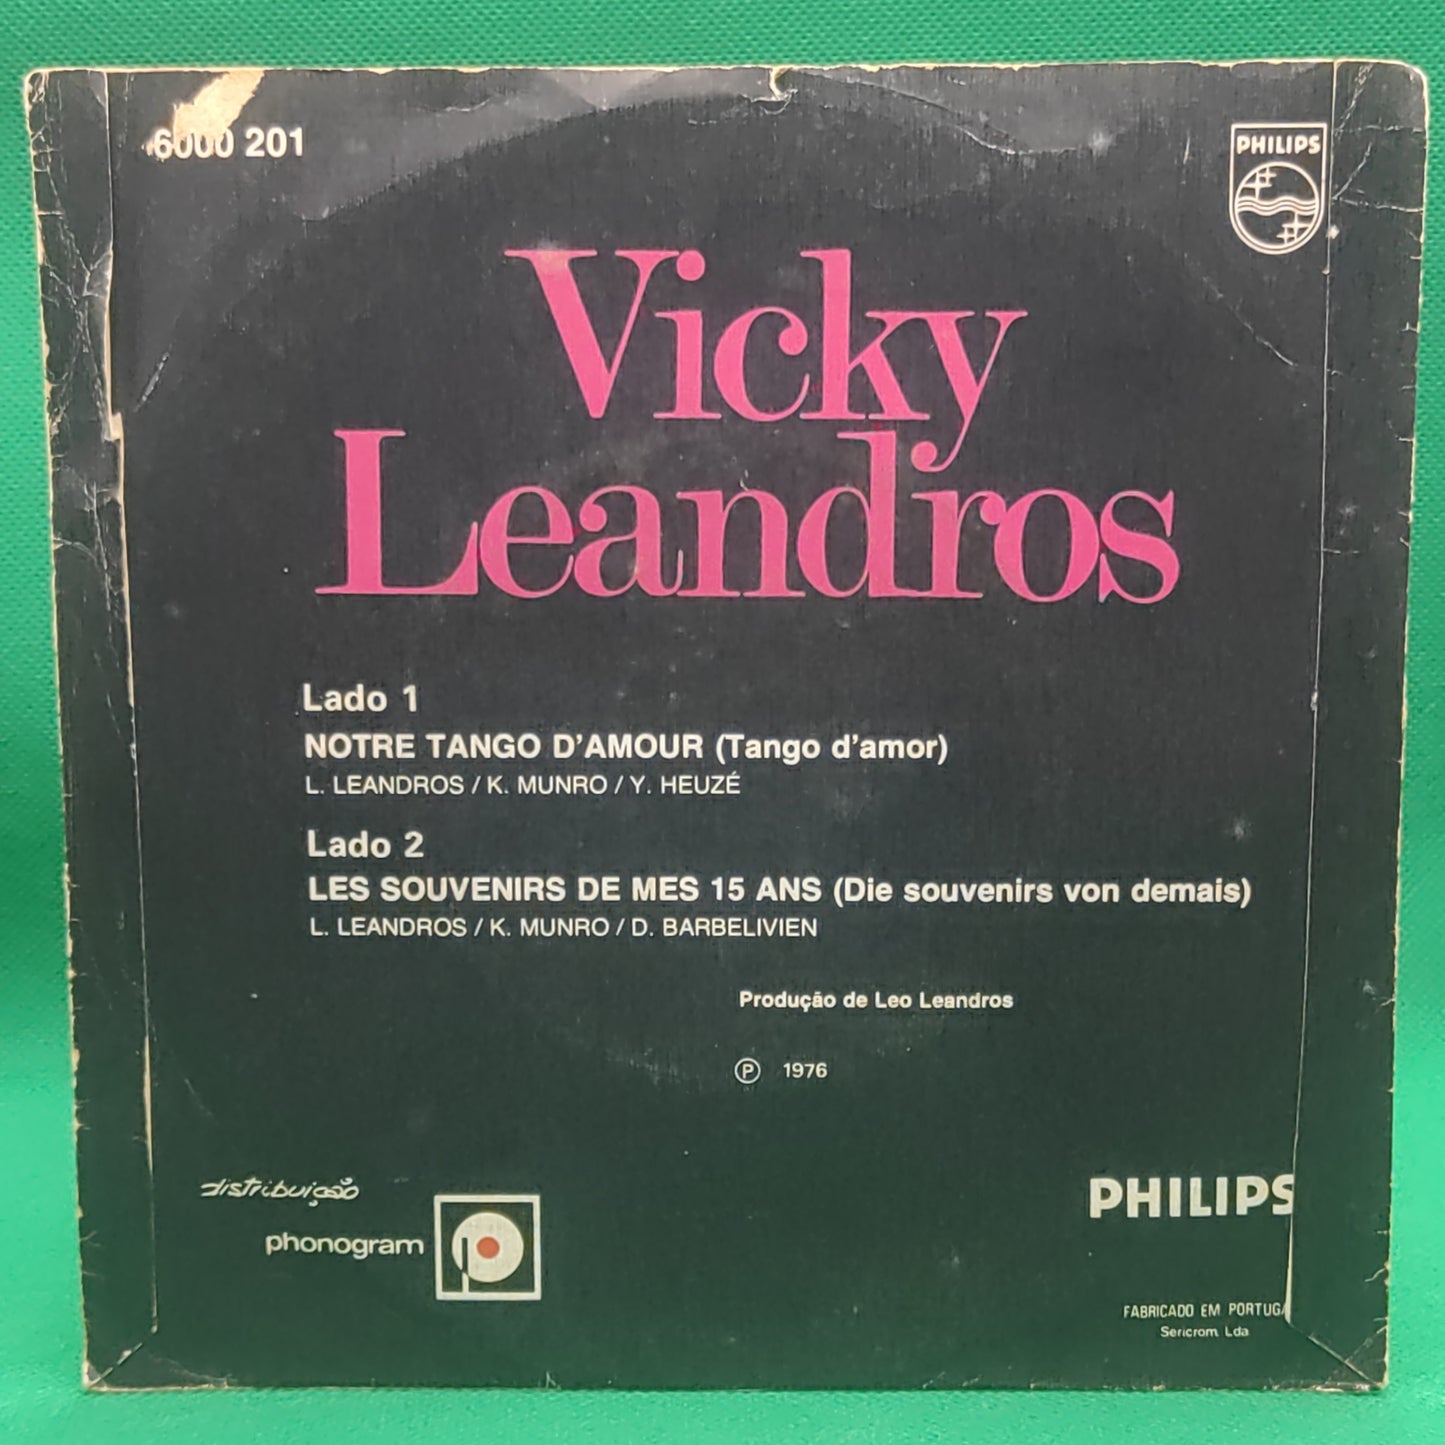 6000 201
PHILIPS
Vicky
Leandros
Lado 1
NOTRE TANGO D'AMOUR (Tango d'amor)
L. LEANDROS / K. MUNRO / Y. HEUZÉ
Lado 2
LES SOUVENIRS DE MES 15 ANS (Die souvenirs von demais)
L. LEANDROS / K. MUNRO / D. BARBELIVIEN
Produção de Leo Leandros
Ⓟ 1976
distribuição
phonogram
PHILIPS
FABRICADO EM PORTUGA
Sericrom Lda